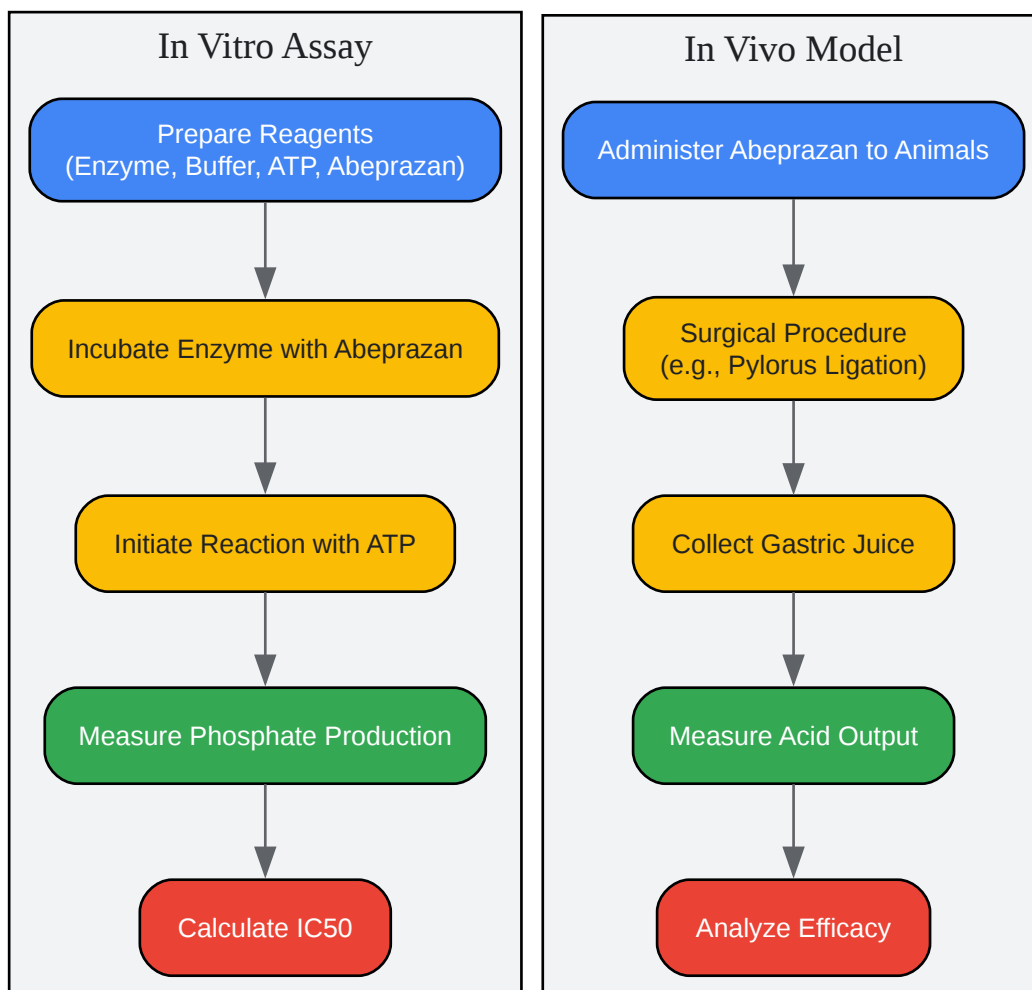 In Vitro Assay
Prepare Reagents
(Enzyme, Buffer, ATP, Abeprazan)
Incubate Enzyme with Abeprazan
Initiate Reaction with ATP
Measure Phosphate Production
Calculate IC50
In Vivo Model
Administer Abeprazan to Animals
Surgical Procedure
(e.g., Pylorus Ligation)
Collect Gastric Juice
Measure Acid Output
Analyze Efficacy